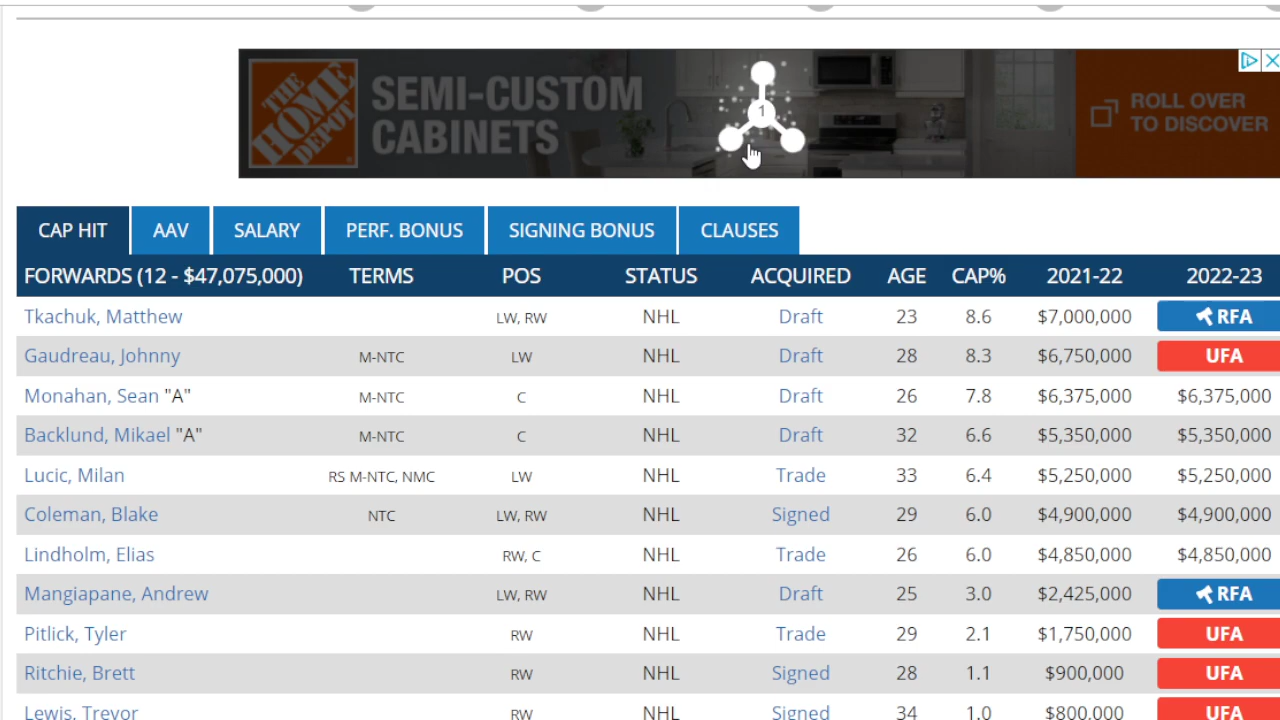 THE HOME DEPOT
SEMI-CUSTOM
CABINETS
1
ROLL OVER
TO DISCOVER
CAP HIT AAV SALARY PERF. BONUS SIGNING BONUS CLAUSES
FORWARDS (12 - $47,075,000) TERMS POS STATUS ACQUIRED AGE CAP% 2021-22 2022-23
Tkachuk, Matthew LW, RW NHL Draft 23 8.6 $7,000,000 RFA
Gaudreau, Johnny M-NTC LW NHL Draft 28 8.3 $6,750,000 UFA
Monahan, Sean "A" M-NTC C NHL Draft 26 7.8 $6,375,000 $6,375,000
Backlund, Mikael "A" M-NTC C NHL Draft 32 6.6 $5,350,000 $5,350,000
Lucic, Milan RS M-NTC, NMC LW NHL Trade 33 6.4 $5,250,000 $5,250,000
Coleman, Blake NTC LW, RW NHL Signed 29 6.0 $4,900,000 $4,900,000
Lindholm, Elias RW, C NHL Trade 26 6.0 $4,850,000 $4,850,000
Mangiapane, Andrew LW, RW NHL Draft 25 3.0 $2,425,000 RFA
Pitlick, Tyler RW NHL Trade 29 2.1 $1,750,000 UFA
Ritchie, Brett RW NHL Signed 28 1.1 $900,000 UFA
Lewis, Trevor RW NHL Signed 34 1.0 $800,000 UFA